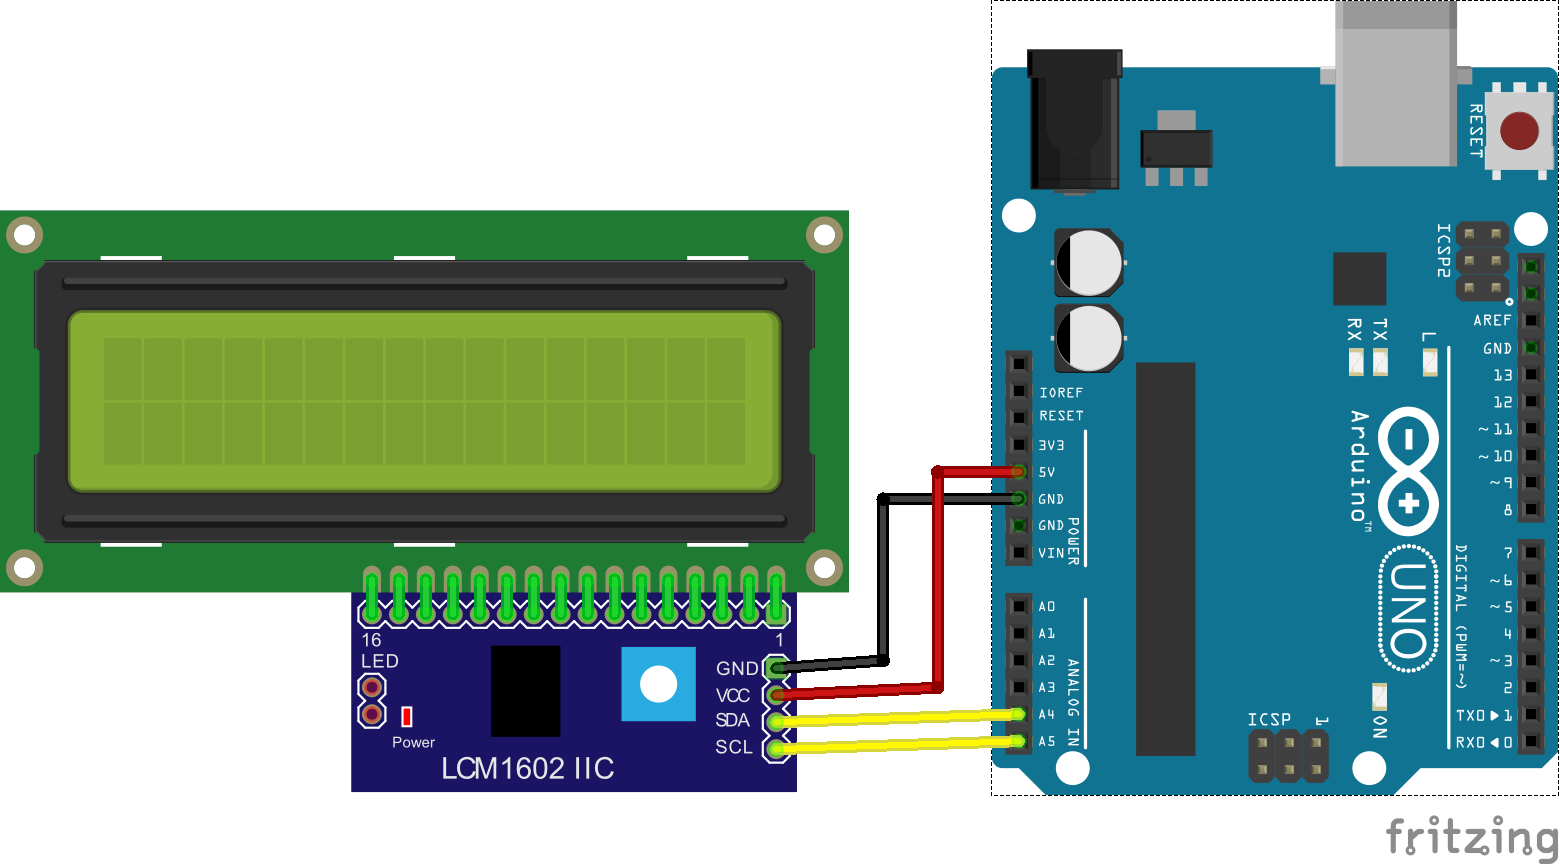 16
1
LED
GND
VCC
SDA
SCL
Power
LCM1602 IIC
RESET
ICSP2
AREF
GND
13
12
~11
~10
~9
8
7
~6
~5
4
~3
2
TX0▶1
RX0◀0
RX
TX
L
IOREF
RESET
3V3
5V
GND
GND
VIN
POWER
A0
A1
A2
A3
A4
A5
ANALOG IN
Arduino™
UNO
DIGITAL (PWM=~)
ICSP
1
ON
fritzing